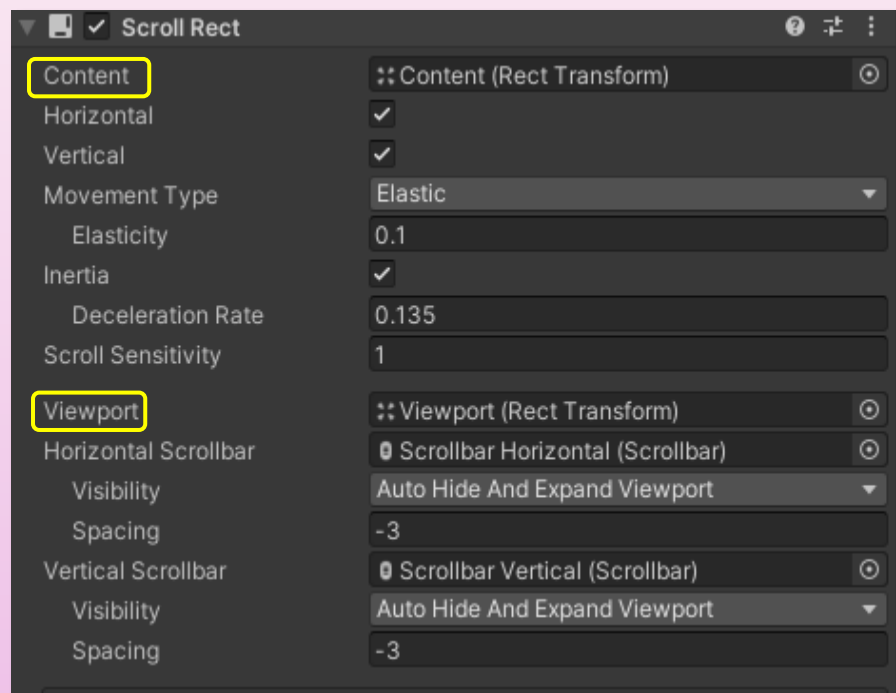 Scroll Rect
Content Content (Rect Transform)
Horizontal
Vertical
Movement Type Elastic
Elasticity 0.1
Inertia
Deceleration Rate 0.135
Scroll Sensitivity 1
Viewport Viewport (Rect Transform)
Horizontal Scrollbar Scrollbar Horizontal (Scrollbar)
Visibility Auto Hide And Expand Viewport
Spacing -3
Vertical Scrollbar Scrollbar Vertical (Scrollbar)
Visibility Auto Hide And Expand Viewport
Spacing -3